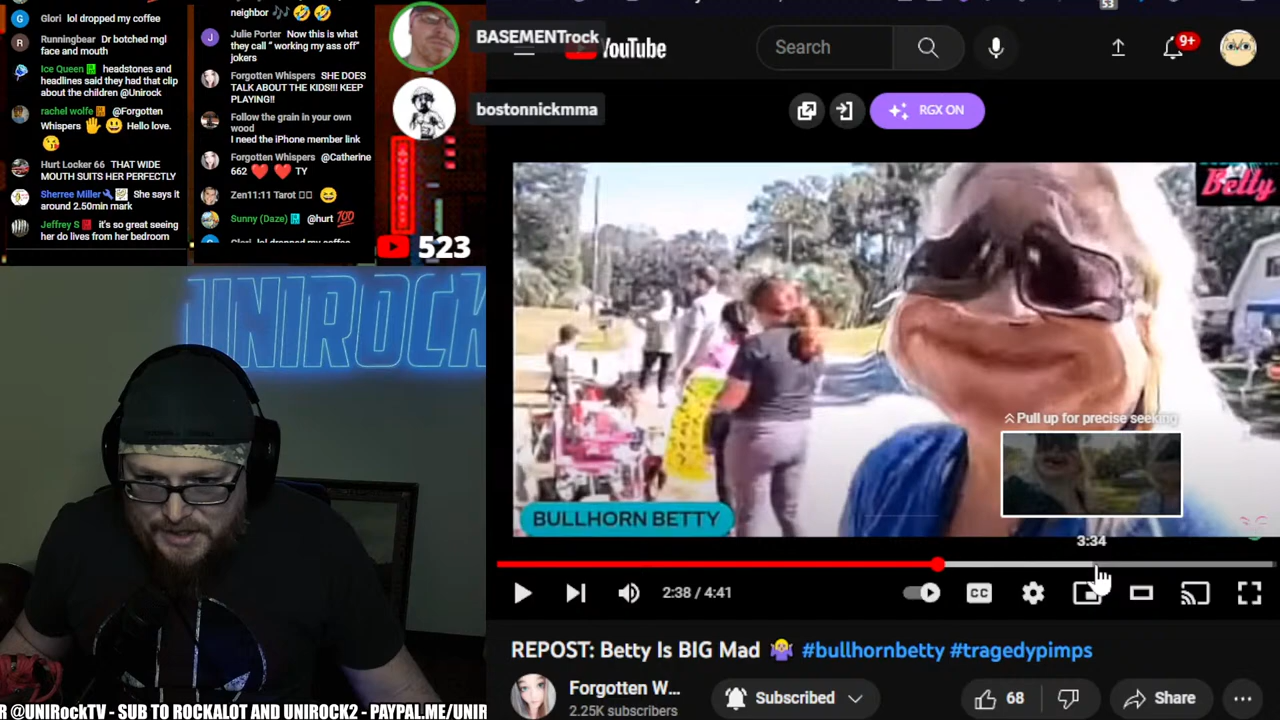 Glori lol dropped my coffee
Runningbear Dr botched mgl
face and mouth
Ice Queen headstones and
headlines said they had that clip
about the children @Unirock
rachel wolfe @Forgotten
Whispers Hello love.
Hurt Locker 66 THAT WIDE
MOUTH SUITS HER PERFECTLY
Sherree Miller She says it
around 2.50min mark
Jeffrey S it's so great seeing
her do lives from her bedroom
neighbor
Julie Porter Now this is what
they call “ working my ass off”
jokers
Forgotten Whispers SHE DOES
TALK ABOUT THE KIDS!!! KEEP
PLAYING!!
Follow the grain in your own
wood
I need the iPhone member link
Forgotten Whispers @Catherine
662 TY
Zen11:11 Tarot
Sunny (Daze) @hurt 💯
Glori lol dropped my coffee
BASEMENTrock
bostonnickmma
523
UNIROCK
53
YouTube
Search
9+
RGX ON
Betty
Pull up for precise seeking
BULLHORN BETTY
3:34
2:38 / 4:41
CC
REPOST: Betty Is BIG Mad 🤷‍♀️ #bullhornbetty #tragedypimps
Forgotten W...
2.25K subscribers
Subscribed
68
Share
R @UNIRockTV - SUB TO ROCKALOT AND UNIROCK2 - PAYPAL.ME/UNIR